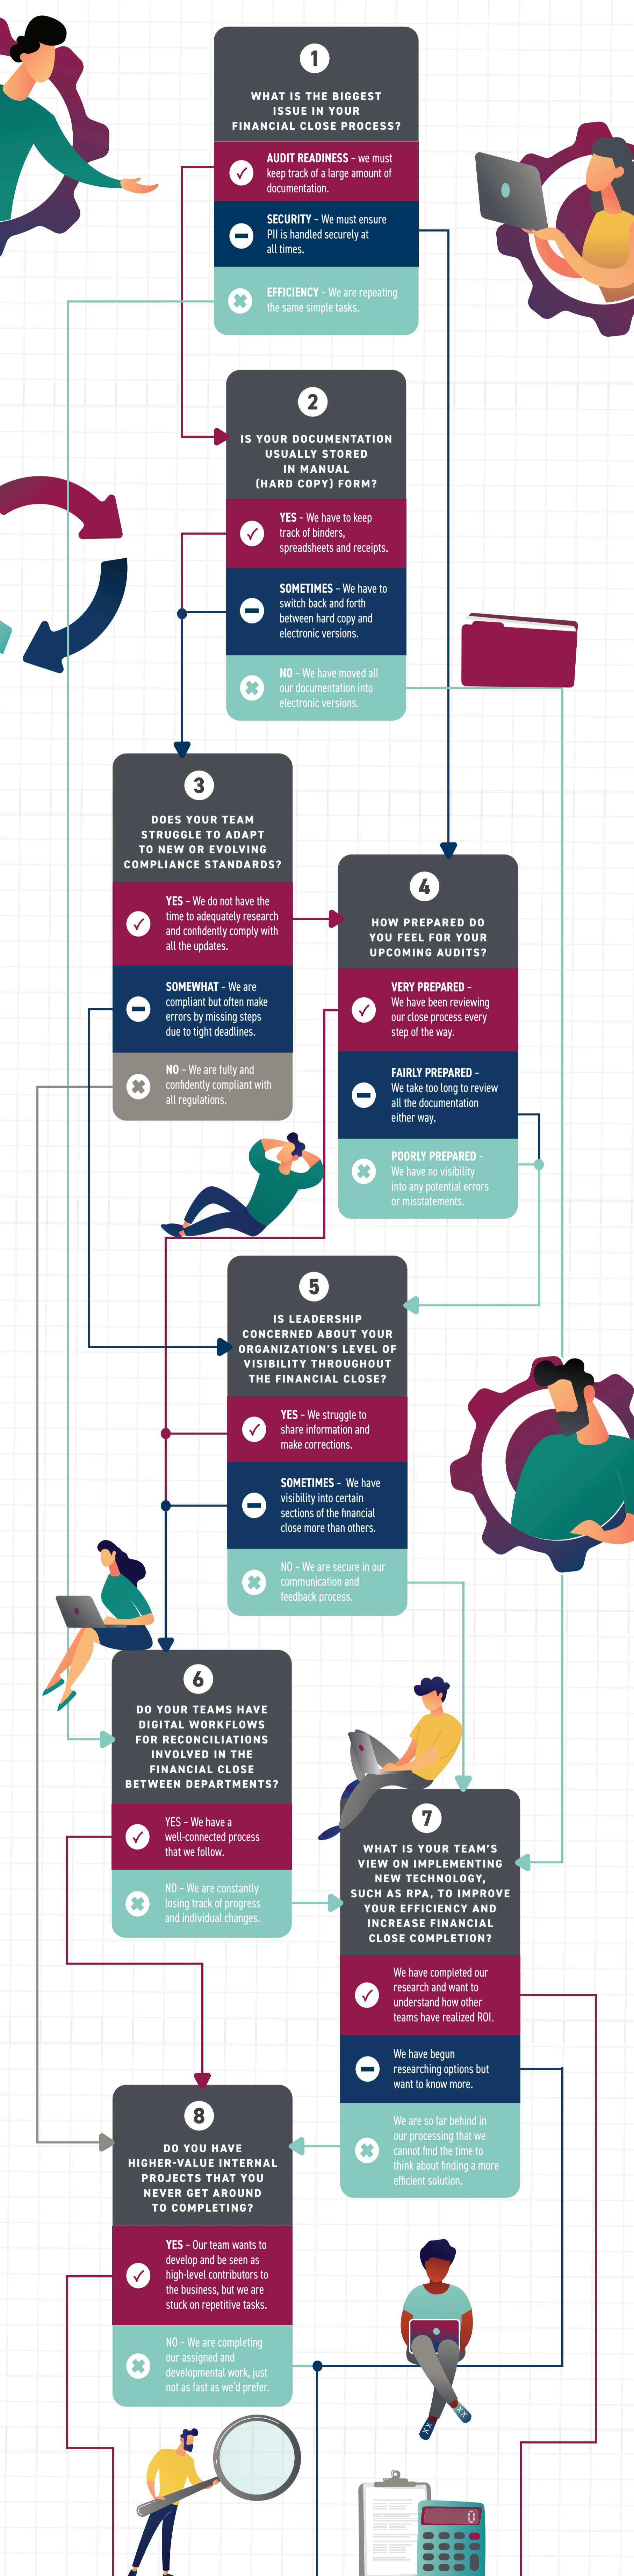 1
WHAT IS THE BIGGEST
ISSUE IN YOUR
FINANCIAL CLOSE PROCESS?
AUDIT READINESS – we must
keep track of a large amount of
documentation.
SECURITY – We must ensure
PII is handled securely at
all times.
EFFICIENCY – We are repeating
the same simple tasks.
2
IS YOUR DOCUMENTATION
USUALLY STORED
IN MANUAL
(HARD COPY) FORM?
YES – We have to keep
track of binders,
spreadsheets and receipts.
SOMETIMES – We have to
switch back and forth
between hard copy and
electronic versions.
NO – We have moved all
our documentation into
electronic versions.
3
DOES YOUR TEAM
STRUGGLE TO ADAPT
TO NEW OR EVOLVING
COMPLIANCE STANDARDS?
YES – We do not have the
time to adequately research
and confidently comply with
all the updates.
SOMEWHAT – We are
compliant but often make
errors by missing steps
due to tight deadlines.
NO – We are fully and
confidently compliant with
all regulations.
4
HOW PREPARED DO
YOU FEEL FOR YOUR
UPCOMING AUDITS?
VERY PREPARED –
We have been reviewing
our close process every
step of the way.
FAIRLY PREPARED –
We take too long to review
all the documentation
either way.
POORLY PREPARED –
We have no visibility
into any potential errors
or misstatements.
5
IS LEADERSHIP
CONCERNED ABOUT YOUR
ORGANIZATION'S LEVEL OF
VISIBILITY THROUGHOUT
THE FINANCIAL CLOSE?
YES – We struggle to
share information and
make corrections.
SOMETIMES – We have
visibility into certain
sections of the financial
close more than others.
NO – We are secure in our
communication and
feedback process.
6
DO YOUR TEAMS HAVE
DIGITAL WORKFLOWS
FOR RECONCILIATIONS
INVOLVED IN THE
FINANCIAL CLOSE
BETWEEN DEPARTMENTS?
YES – We have a
well-connected process
that we follow.
NO – We are constantly
losing track of progress
and individual changes.
7
WHAT IS YOUR TEAM'S
VIEW ON IMPLEMENTING
NEW TECHNOLOGY,
SUCH AS RPA, TO IMPROVE
YOUR EFFICIENCY AND
INCREASE FINANCIAL
CLOSE COMPLETION?
We have completed our
research and want to
understand how other
teams have realized ROI.
We have begun
researching options but
want to know more.
We are so far behind in
our processing that we
cannot find the time to
think about finding a more
efficient solution.
8
DO YOU HAVE
HIGHER-VALUE INTERNAL
PROJECTS THAT YOU
NEVER GET AROUND
TO COMPLETING?
YES – Our team wants to
develop and be seen as
high-level contributors to
the business, but we are
stuck on repetitive tasks.
NO – We are completing
our assigned and
developmental work, just
not as fast as we'd prefer.
0